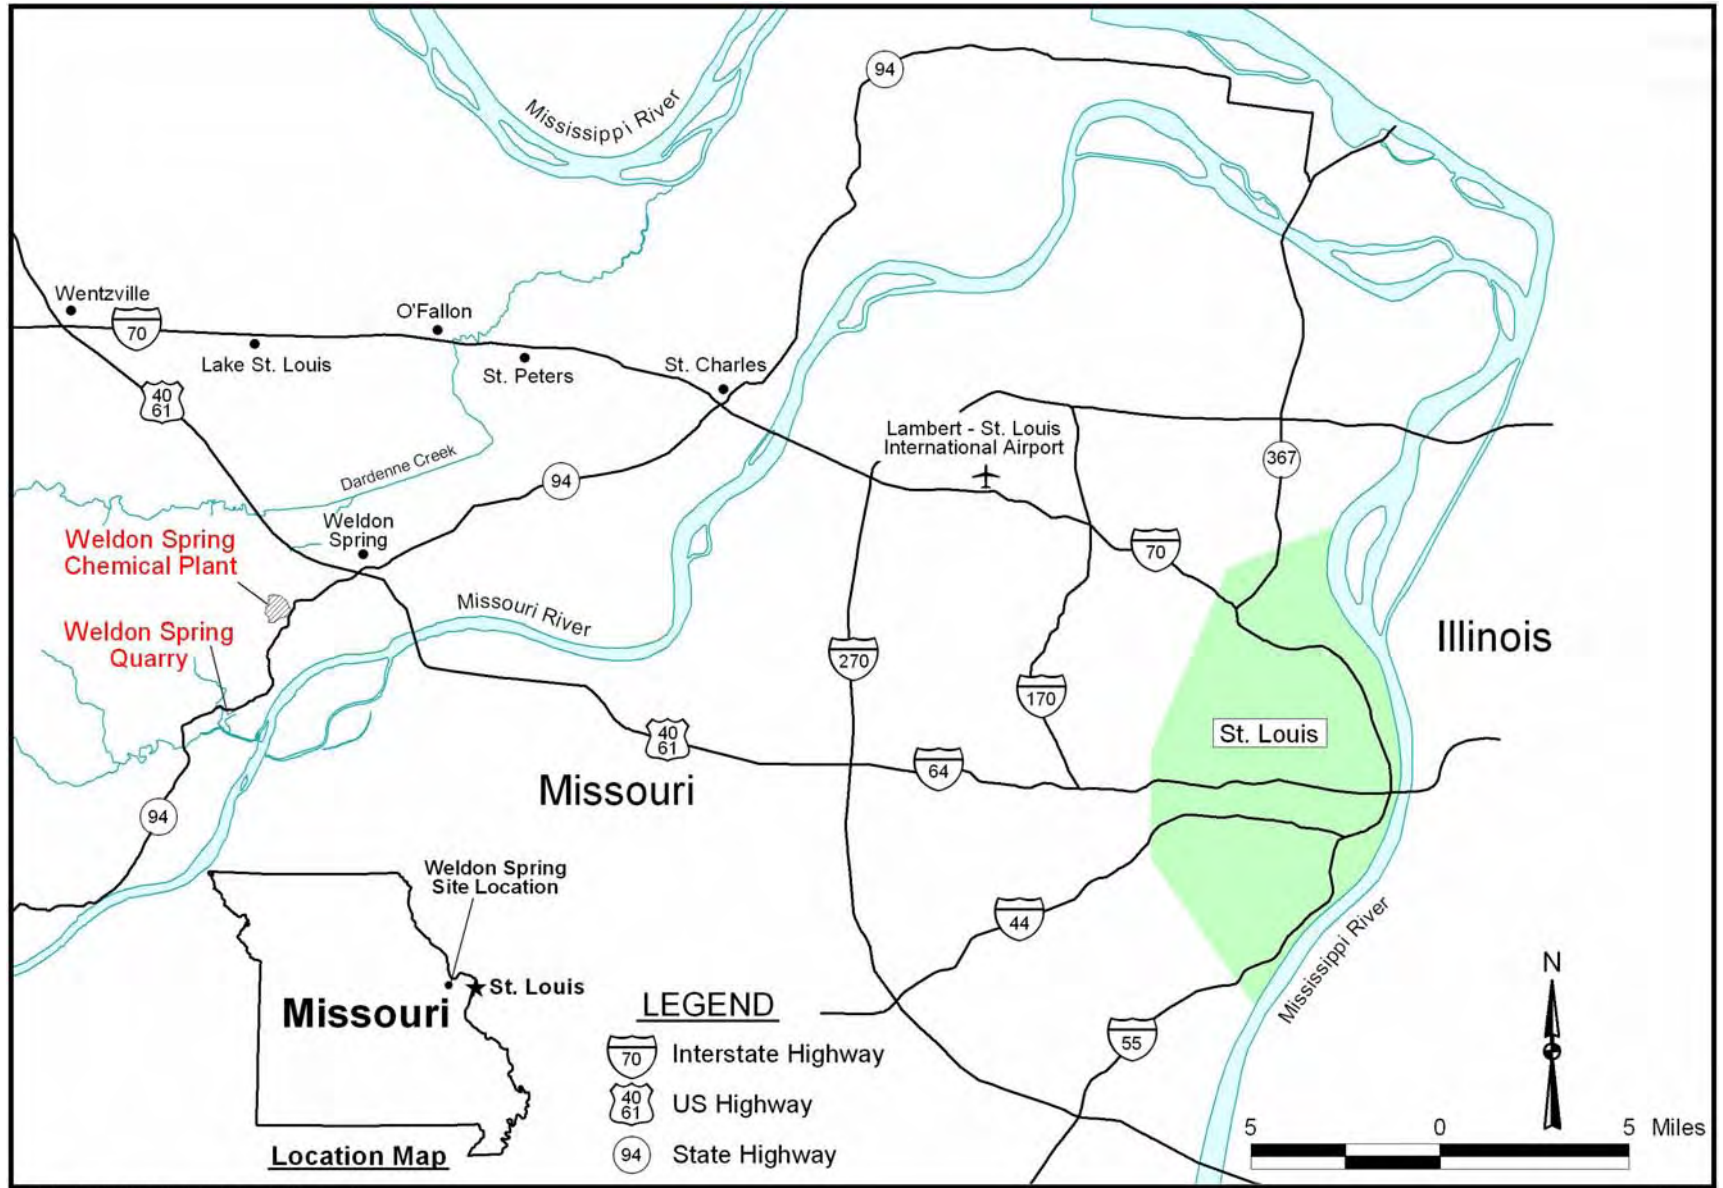 94
Mississippi River
Wentzville
70
O'Fallon
Lake St. Louis
St. Peters
St. Charles
40
61
Lambert - St. Louis
International Airport
367
Dardenne Creek
94
Weldon
Spring
Weldon Spring
Chemical Plant
70
Missouri River
Weldon Spring
Quarry
Illinois
270
170
40
61
St. Louis
64
Missouri
94
Weldon Spring
Site Location
44
Mississippi River
N
St. Louis
Missouri
LEGEND
70 Interstate Highway
55
40
61 US Highway
5 0 5 Miles
94 State Highway
Location Map